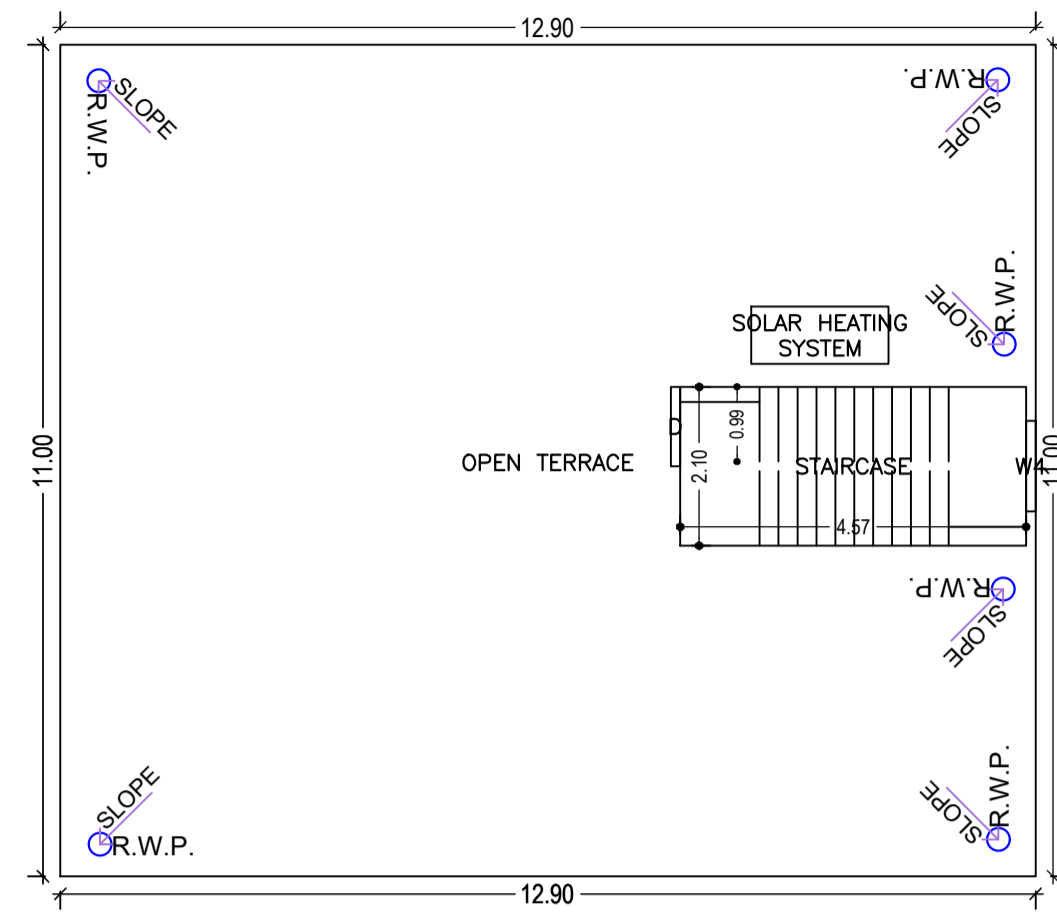 12.90
SLOPE
R.W.P.
R.W.P.
SLOPE
R.W.P.
SLOPE
SOLAR HEATING
SYSTEM
D
0.99
2.10
11.00
OPEN TERRACE
STAIRCASE
W4
11.00
4.57
R.W.P.
SLOPE
SLOPE
R.W.P.
R.W.P.
SLOPE
12.90